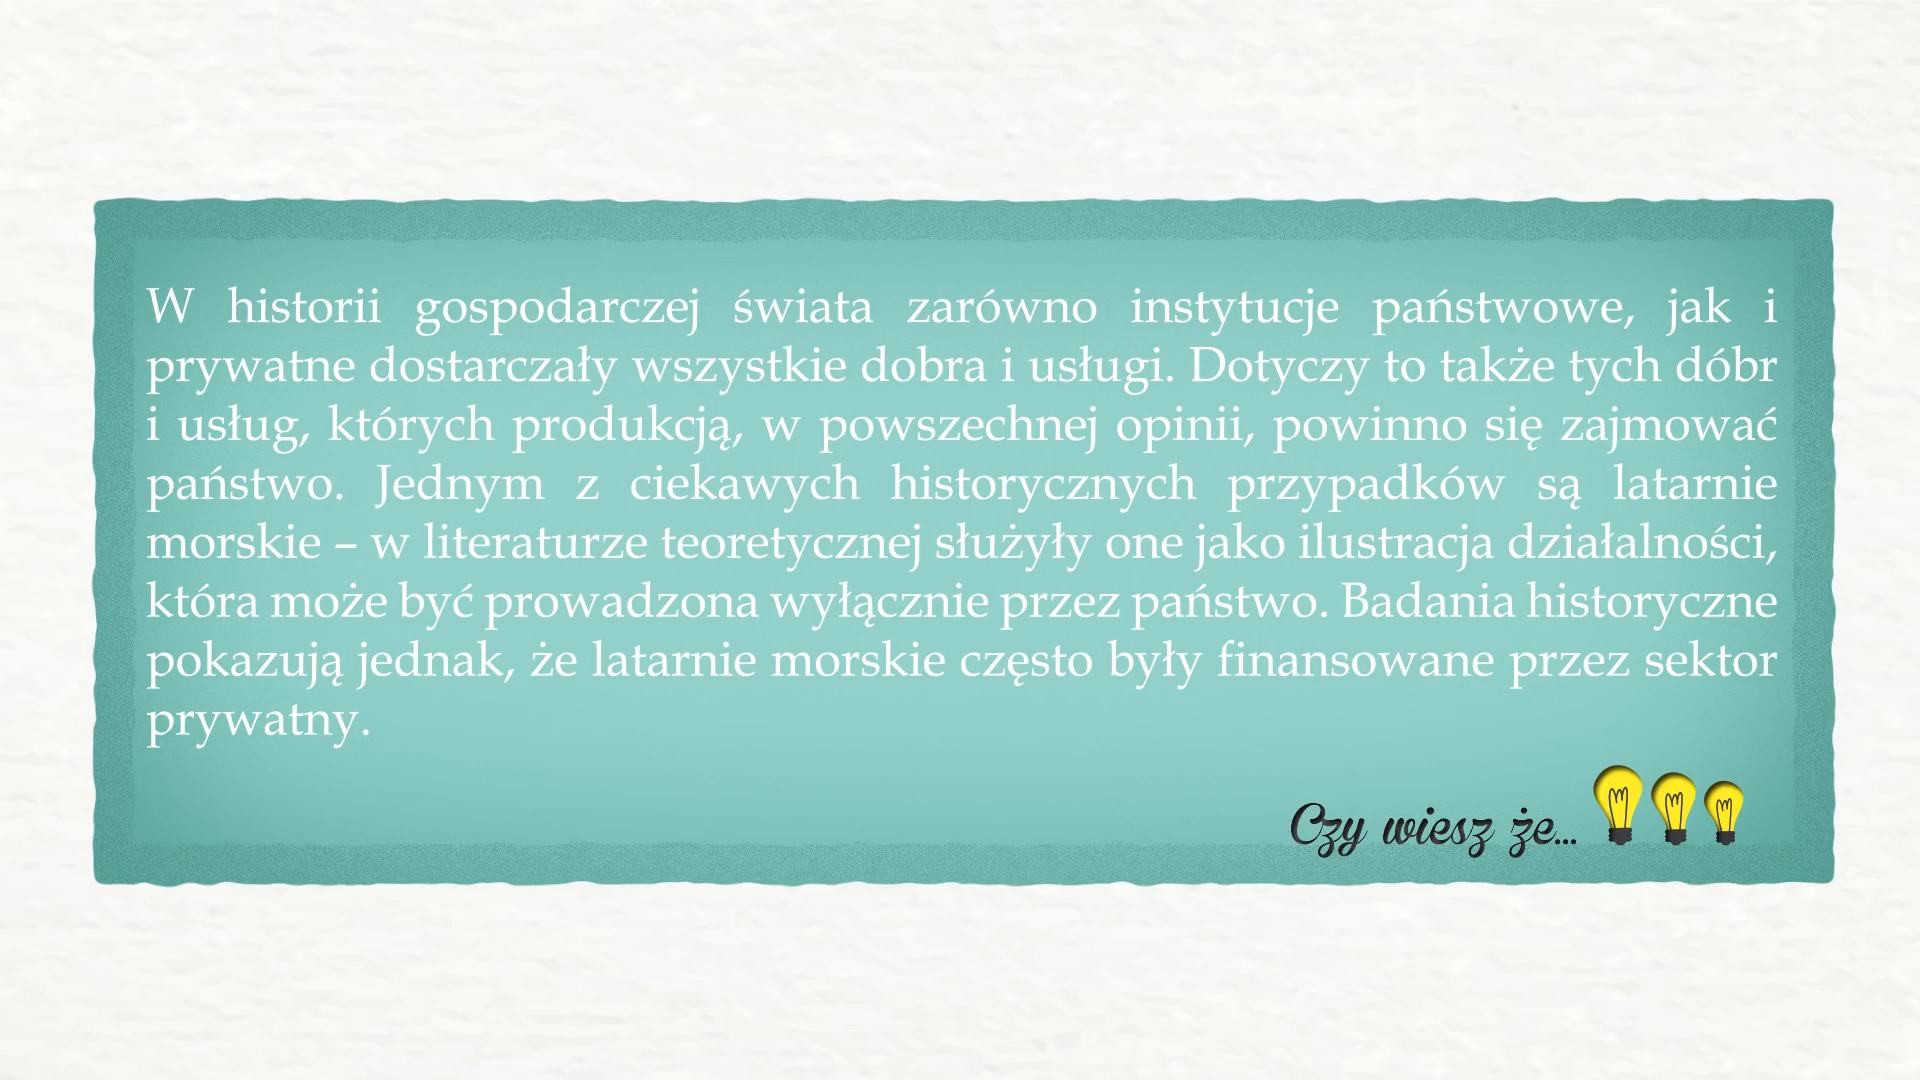 W historii gospodarczej świata zarówno instytucje państwowe, jak i
prywatne dostarczały wszystkie dobra i usługi. Dotyczy to także tych dóbr
i usług, których produkcją, w powszechnej opinii, powinno się zajmować
państwo. Jednym z ciekawych historycznych przypadków są latarnie
morskie – w literaturze teoretycznej służyły one jako ilustracja działalności,
która może być prowadzona wyłącznie przez państwo. Badania historyczne
pokazują jednak, że latarnie morskie często były finansowane przez sektor
prywatny.
Czy wiesz że...